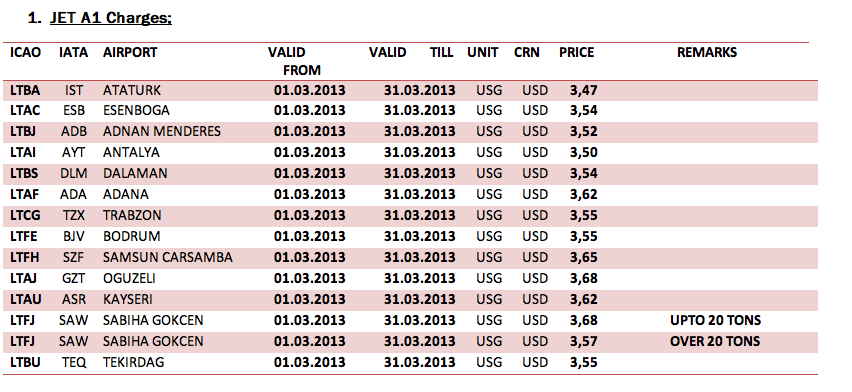 1. JET A1 Charges;
ICAO IATA AIRPORT VALID FROM VALID TILL UNIT CRN PRICE REMARKS
LTBA IST ATATURK 01.03.2013 31.03.2013 USG USD 3,47
LTAC ESB ESENBOGA 01.03.2013 31.03.2013 USG USD 3,54
LTBJ ADB ADNAN MENDERES 01.03.2013 31.03.2013 USG USD 3,52
LTAI AYT ANTALYA 01.03.2013 31.03.2013 USG USD 3,50
LTBS DLM DALAMAN 01.03.2013 31.03.2013 USG USD 3,54
LTAF ADA ADANA 01.03.2013 31.03.2013 USG USD 3,62
LTCG TZX TRABZON 01.03.2013 31.03.2013 USG USD 3,55
LTFE BJV BODRUM 01.03.2013 31.03.2013 USG USD 3,55
LTFH SZF SAMSUN CARSAMBA 01.03.2013 31.03.2013 USG USD 3,65
LTAJ GZT OGUZELI 01.03.2013 31.03.2013 USG USD 3,68
LTAU ASR KAYSERI 01.03.2013 31.03.2013 USG USD 3,62
LTFJ SAW SABIHA GOKCEN 01.03.2013 31.03.2013 USG USD 3,68 UPTO 20 TONS
LTFJ SAW SABIHA GOKCEN 01.03.2013 31.03.2013 USG USD 3,57 OVER 20 TONS
LTBU TEQ TEKIRDAG 01.03.2013 31.03.2013 USG USD 3,55